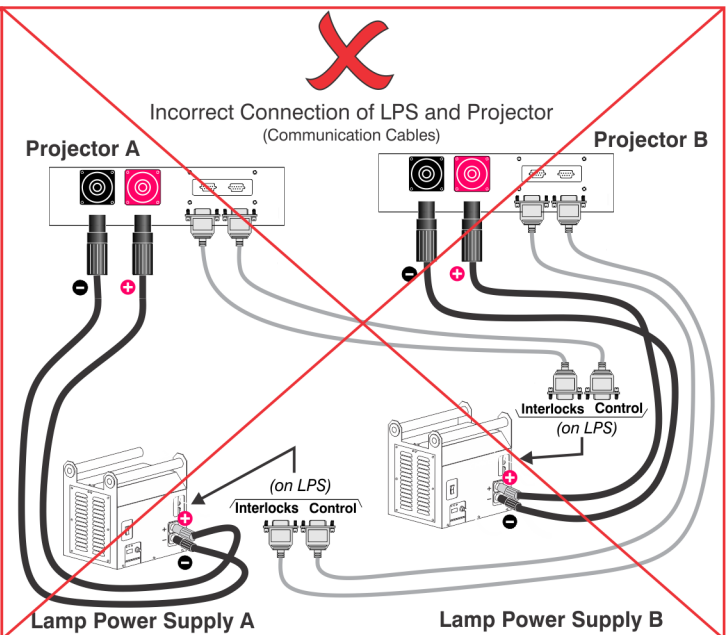 Incorrect Connection of LPS and Projector
(Communication Cables)
Projector A
Projector B
Interlocks Control
(on LPS)
(on LPS)
Interlocks Control
Lamp Power Supply A
Lamp Power Supply B